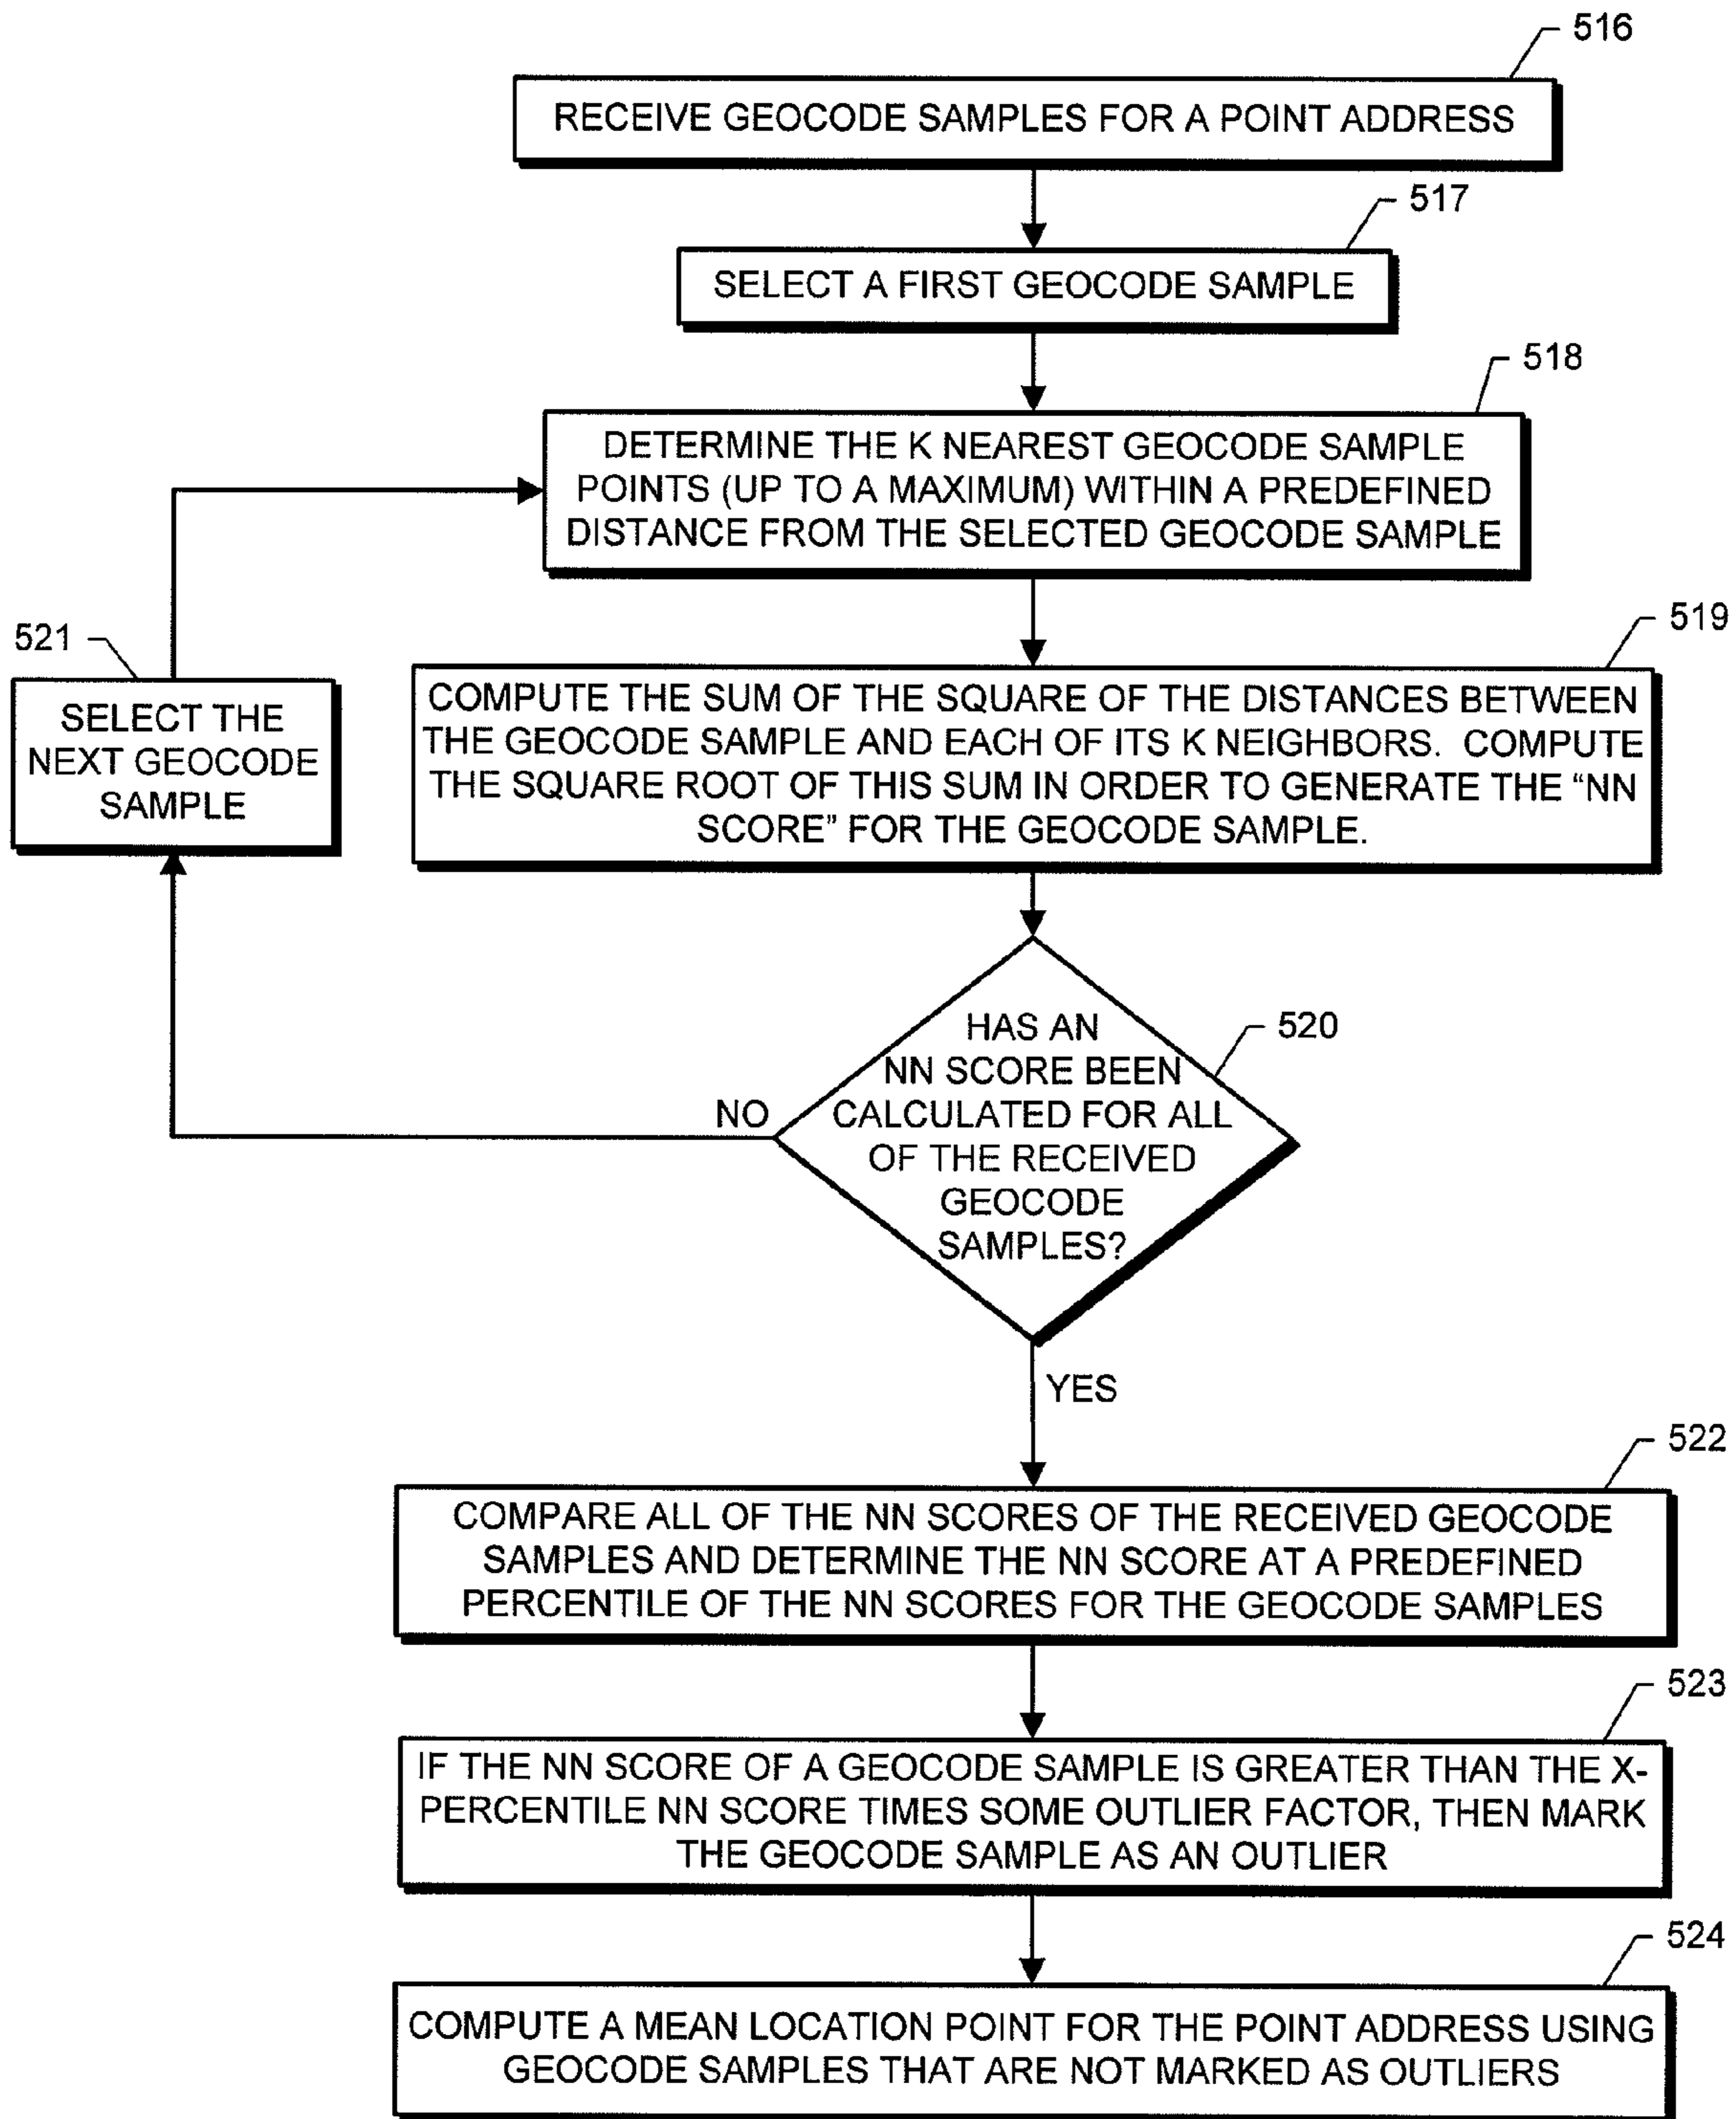 516
RECEIVE GEOCODE SAMPLES FOR A POINT ADDRESS
517
SELECT A FIRST GEOCODE SAMPLE
518
DETERMINE THE K NEAREST GEOCODE SAMPLE
POINTS (UP TO A MAXIMUM) WITHIN A PREDEFINED
DISTANCE FROM THE SELECTED GEOCODE SAMPLE
521
SELECT THE
NEXT GEOCODE
SAMPLE
519
COMPUTE THE SUM OF THE SQUARE OF THE DISTANCES BETWEEN
THE GEOCODE SAMPLE AND EACH OF ITS K NEIGHBORS. COMPUTE
THE SQUARE ROOT OF THIS SUM IN ORDER TO GENERATE THE “NN
SCORE” FOR THE GEOCODE SAMPLE.
520
HAS AN
NN SCORE BEEN
CALCULATED FOR ALL
OF THE RECEIVED
GEOCODE
SAMPLES?
NO
YES
522
COMPARE ALL OF THE NN SCORES OF THE RECEIVED GEOCODE
SAMPLES AND DETERMINE THE NN SCORE AT A PREDEFINED
PERCENTILE OF THE NN SCORES FOR THE GEOCODE SAMPLES
523
IF THE NN SCORE OF A GEOCODE SAMPLE IS GREATER THAN THE X-
PERCENTILE NN SCORE TIMES SOME OUTLIER FACTOR, THEN MARK
THE GEOCODE SAMPLE AS AN OUTLIER
524
COMPUTE A MEAN LOCATION POINT FOR THE POINT ADDRESS USING
GEOCODE SAMPLES THAT ARE NOT MARKED AS OUTLIERS